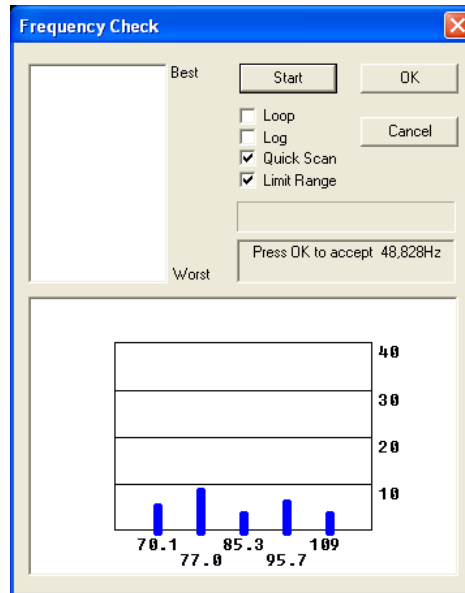 Frequency Check
Best
Start
OK
Loop
Log
Cancel
Quick Scan
Limit Range
Press OK to accept 48,828Hz
Worst
40
30
20
10
70.1 85.3 109
77.0 95.7